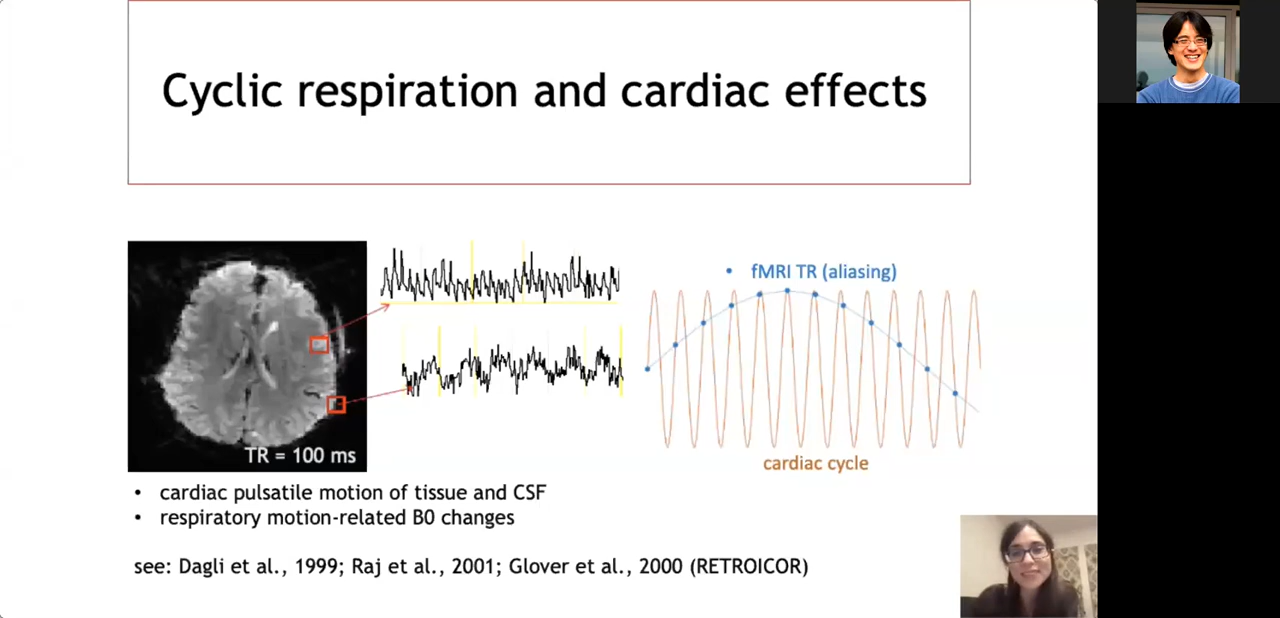 Cyclic respiration and cardiac effects
• fMRI TR (aliasing)
TR = 100 ms
cardiac cycle
• cardiac pulsatile motion of tissue and CSF
• respiratory motion-related B0 changes
see: Dagli et al., 1999; Raj et al., 2001; Glover et al., 2000 (RETROICOR)